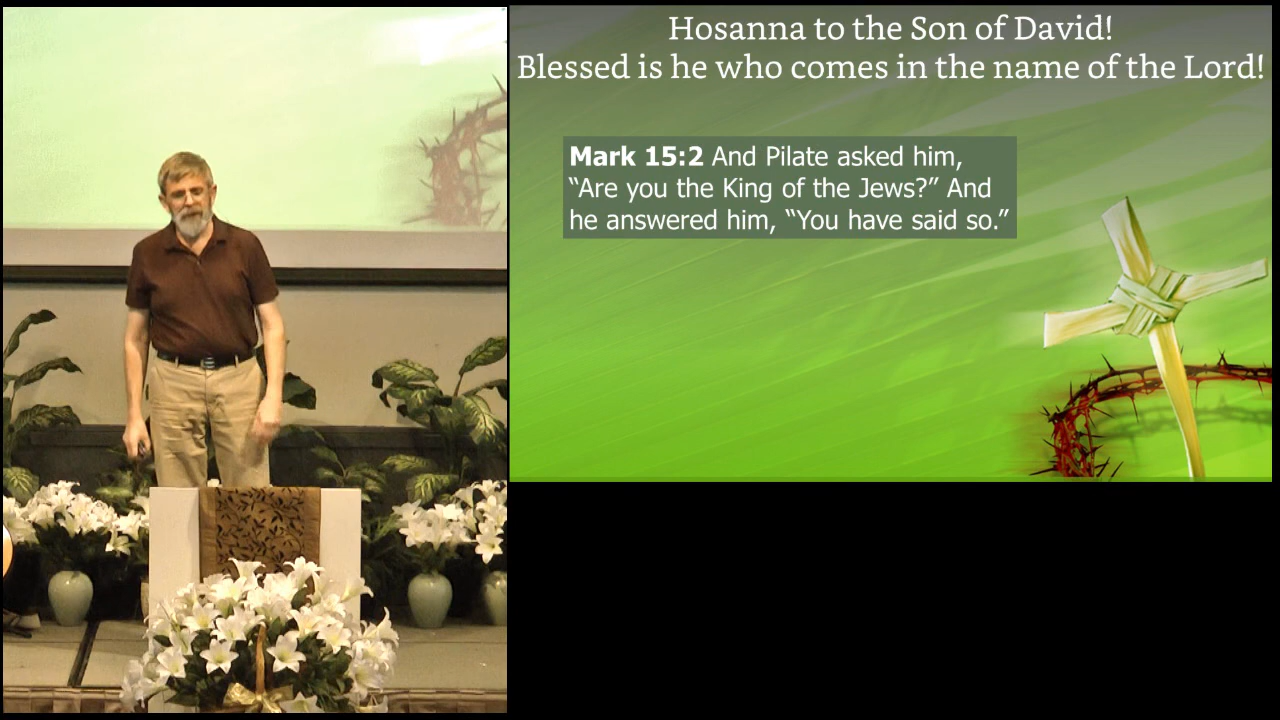 Hosanna to the Son of David!
Blessed is he who comes in the name of the Lord!
Mark 15:2 And Pilate asked him,
“Are you the King of the Jews?” And
he answered him, “You have said so.”